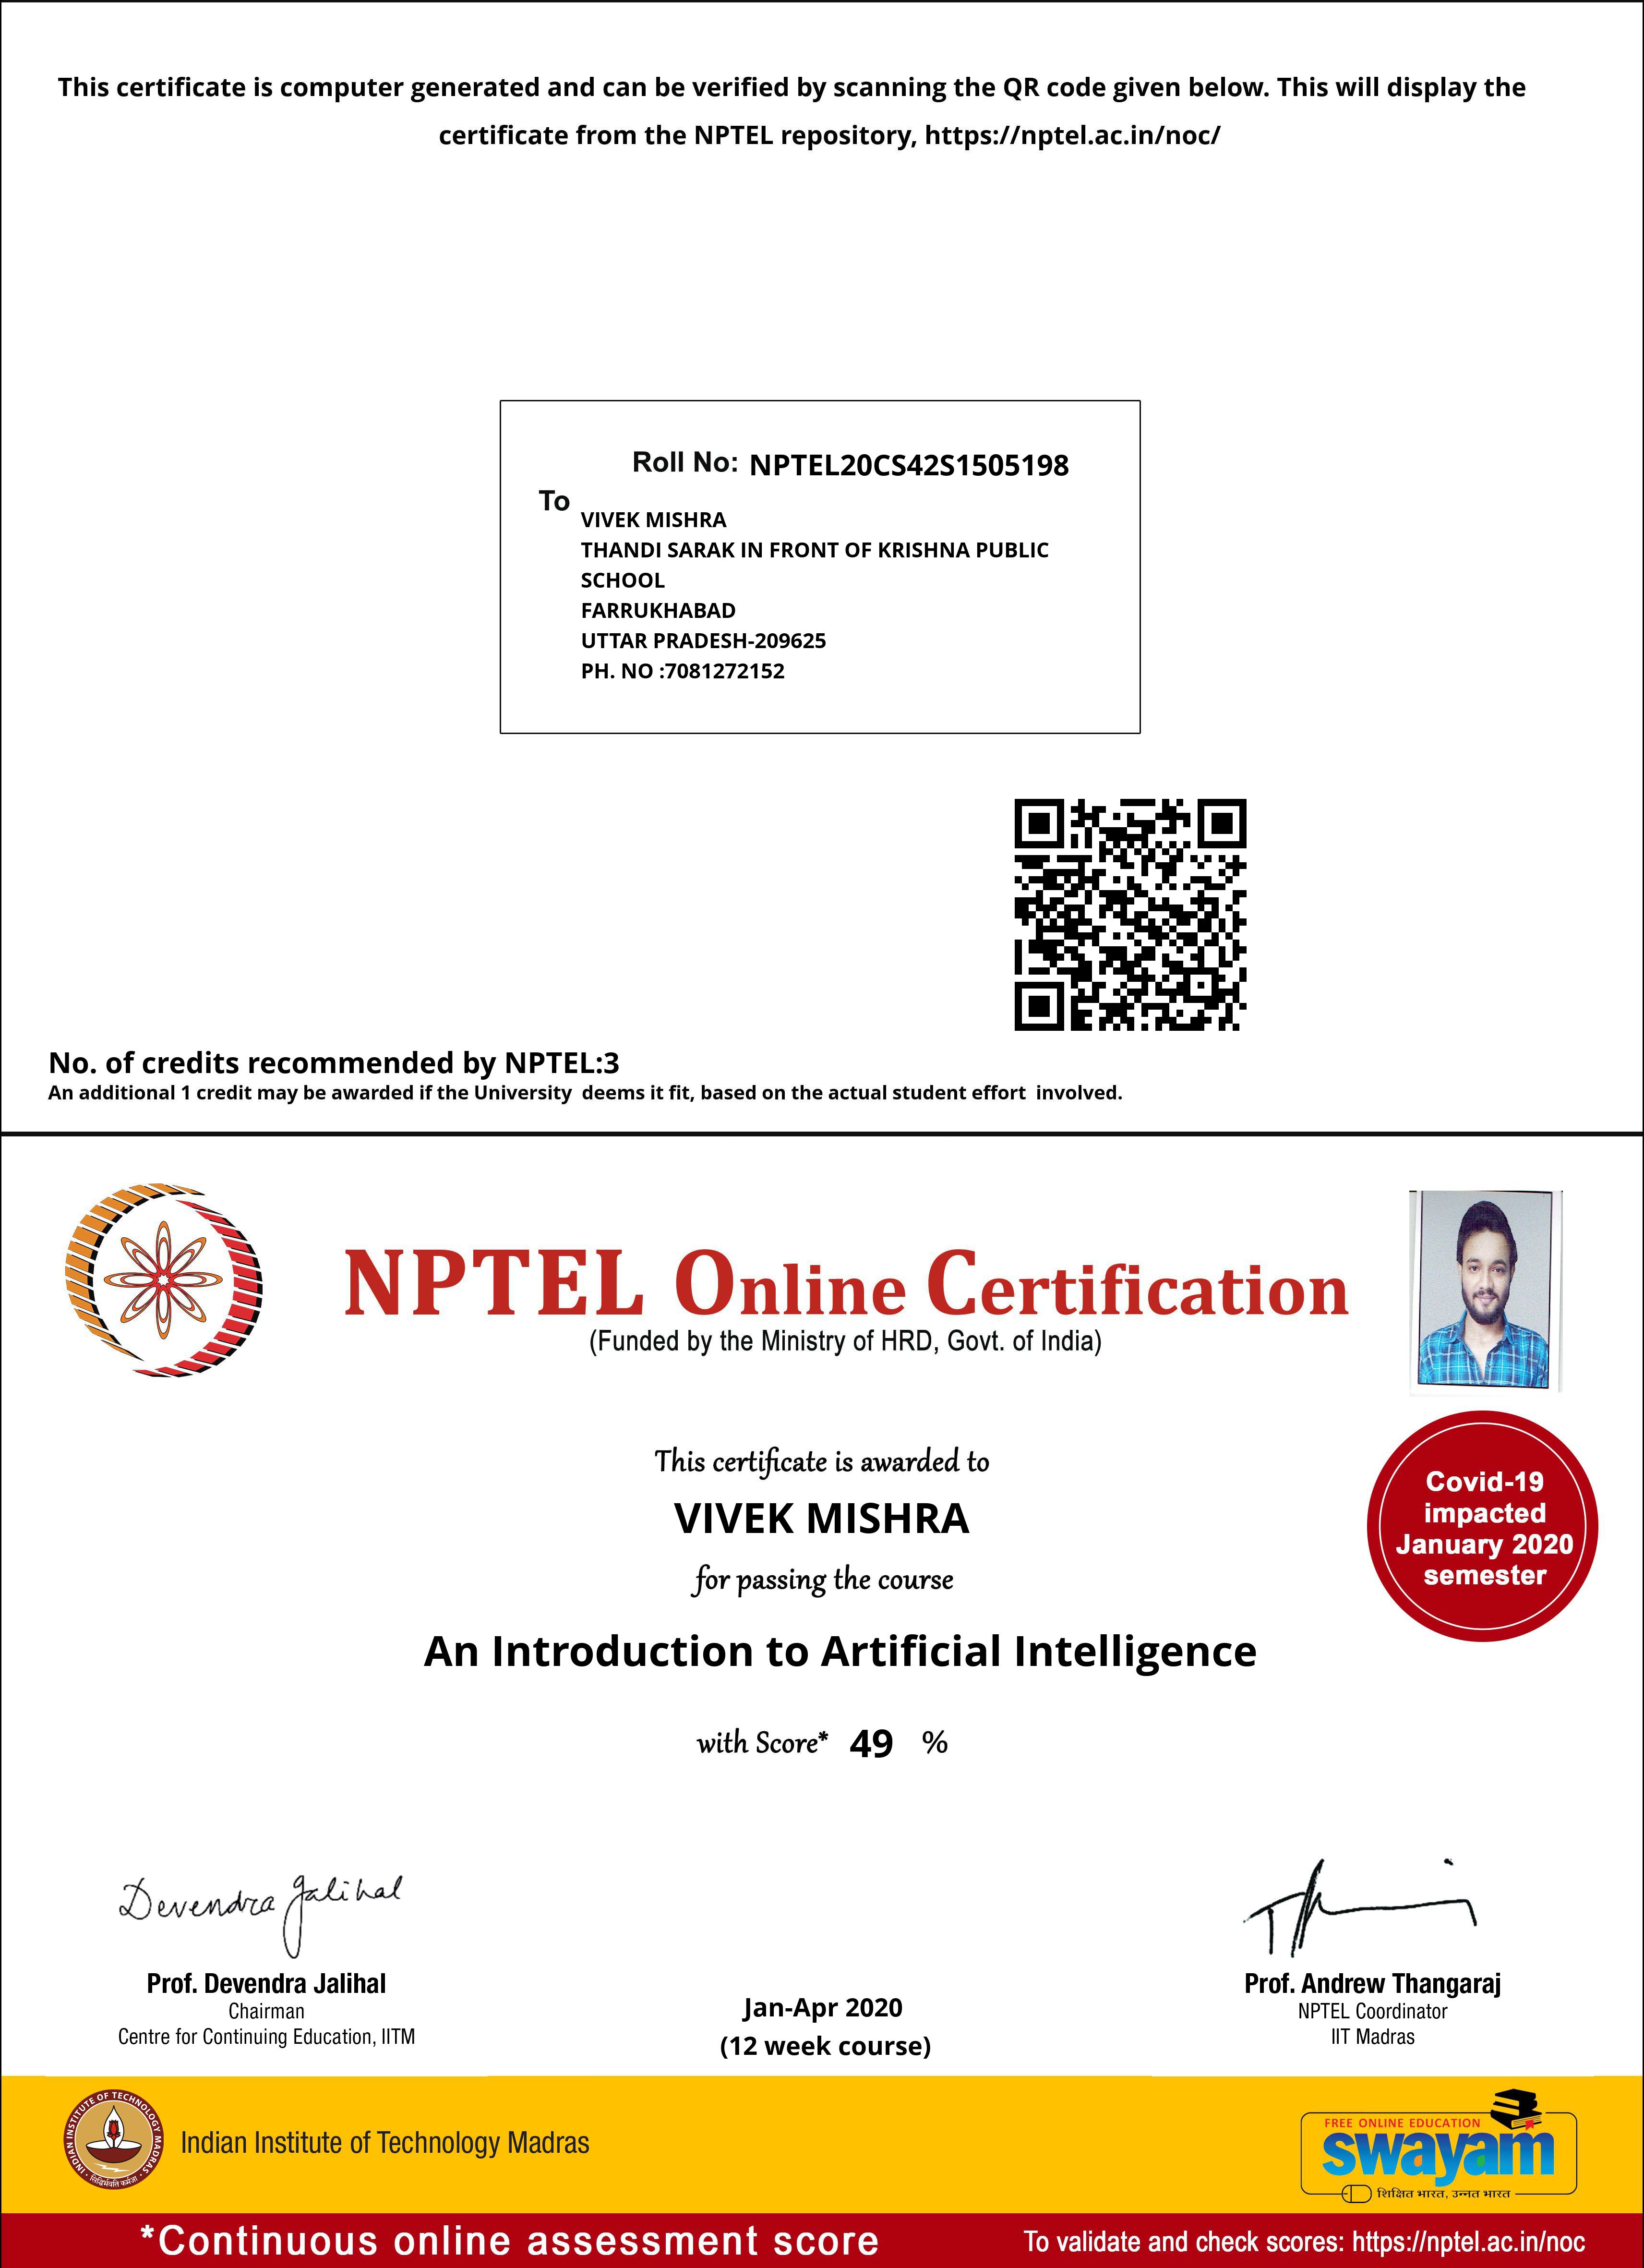 This certificate is computer generated and can be verified by scanning the QR code given below. This will display the
certificate from the NPTEL repository, https://nptel.ac.in/noc/
Roll No: NPTEL20CS42S1505198
To
VIVEK MISHRA
THANDI SARAK IN FRONT OF KRISHNA PUBLIC
SCHOOL
FARRUKHABAD
UTTAR PRADESH-209625
PH. NO :7081272152
No. of credits recommended by NPTEL:3
An additional 1 credit may be awarded if the University deems it fit, based on the actual student effort involved.
NPTEL Online Certification
(Funded by the Ministry of HRD, Govt. of India)
This certificate is awarded to
VIVEK MISHRA
for passing the course
Covid-19
impacted
January 2020
semester
An Introduction to Artificial Intelligence
with Score* 49 %
Devendra Jalihal
Prof. Devendra Jalihal
Chairman
Centre for Continuing Education, IITM
Jan-Apr 2020
(12 week course)
Prof. Andrew Thangaraj
NPTEL Coordinator
IIT Madras
INDIAN INSTITUTE OF TECHNOLOGY MADRAS
सिद्धिर्भवति कर्मजा
Indian Institute of Technology Madras
FREE ONLINE EDUCATION
swayam
शिक्षित भारत, उन्नत भारत
*Continuous online assessment score
To validate and check scores: https://nptel.ac.in/noc